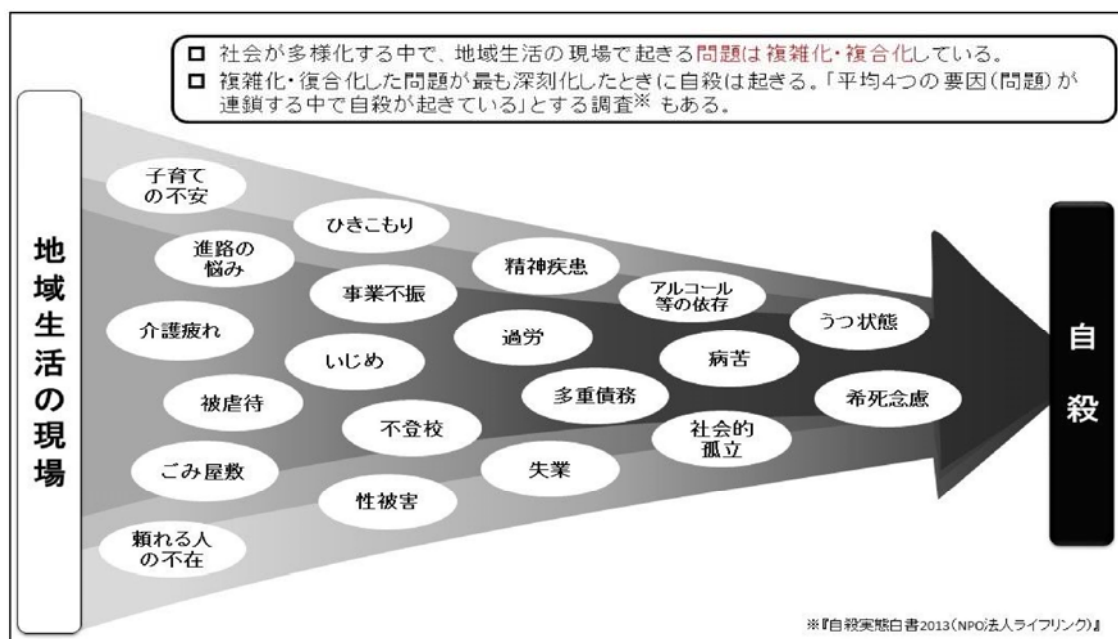 □ 社会が多様化する中で、地域生活の現場で起きる問題は複雑化・複合化している。
□ 複雑化・復合化した問題が最も深刻化したときに自殺は起きる。「平均4つの要因(問題)が
連鎖する中で自殺が起きている」とする調査※ もある。
地域生活の現場
子育て
の不安
進路の
悩み
介護疲れ
被虐待
ごみ屋敷
頼れる人
の不在
ひきこもり
事業不振
いじめ
不登校
性被害
精神疾患
過労
多重債務
失業
アルコール
等の依存
病苦
社会的
孤立
うつ状態
希死念慮
自殺
※『自殺実態白書2013(NPO法人ライフリンク)』